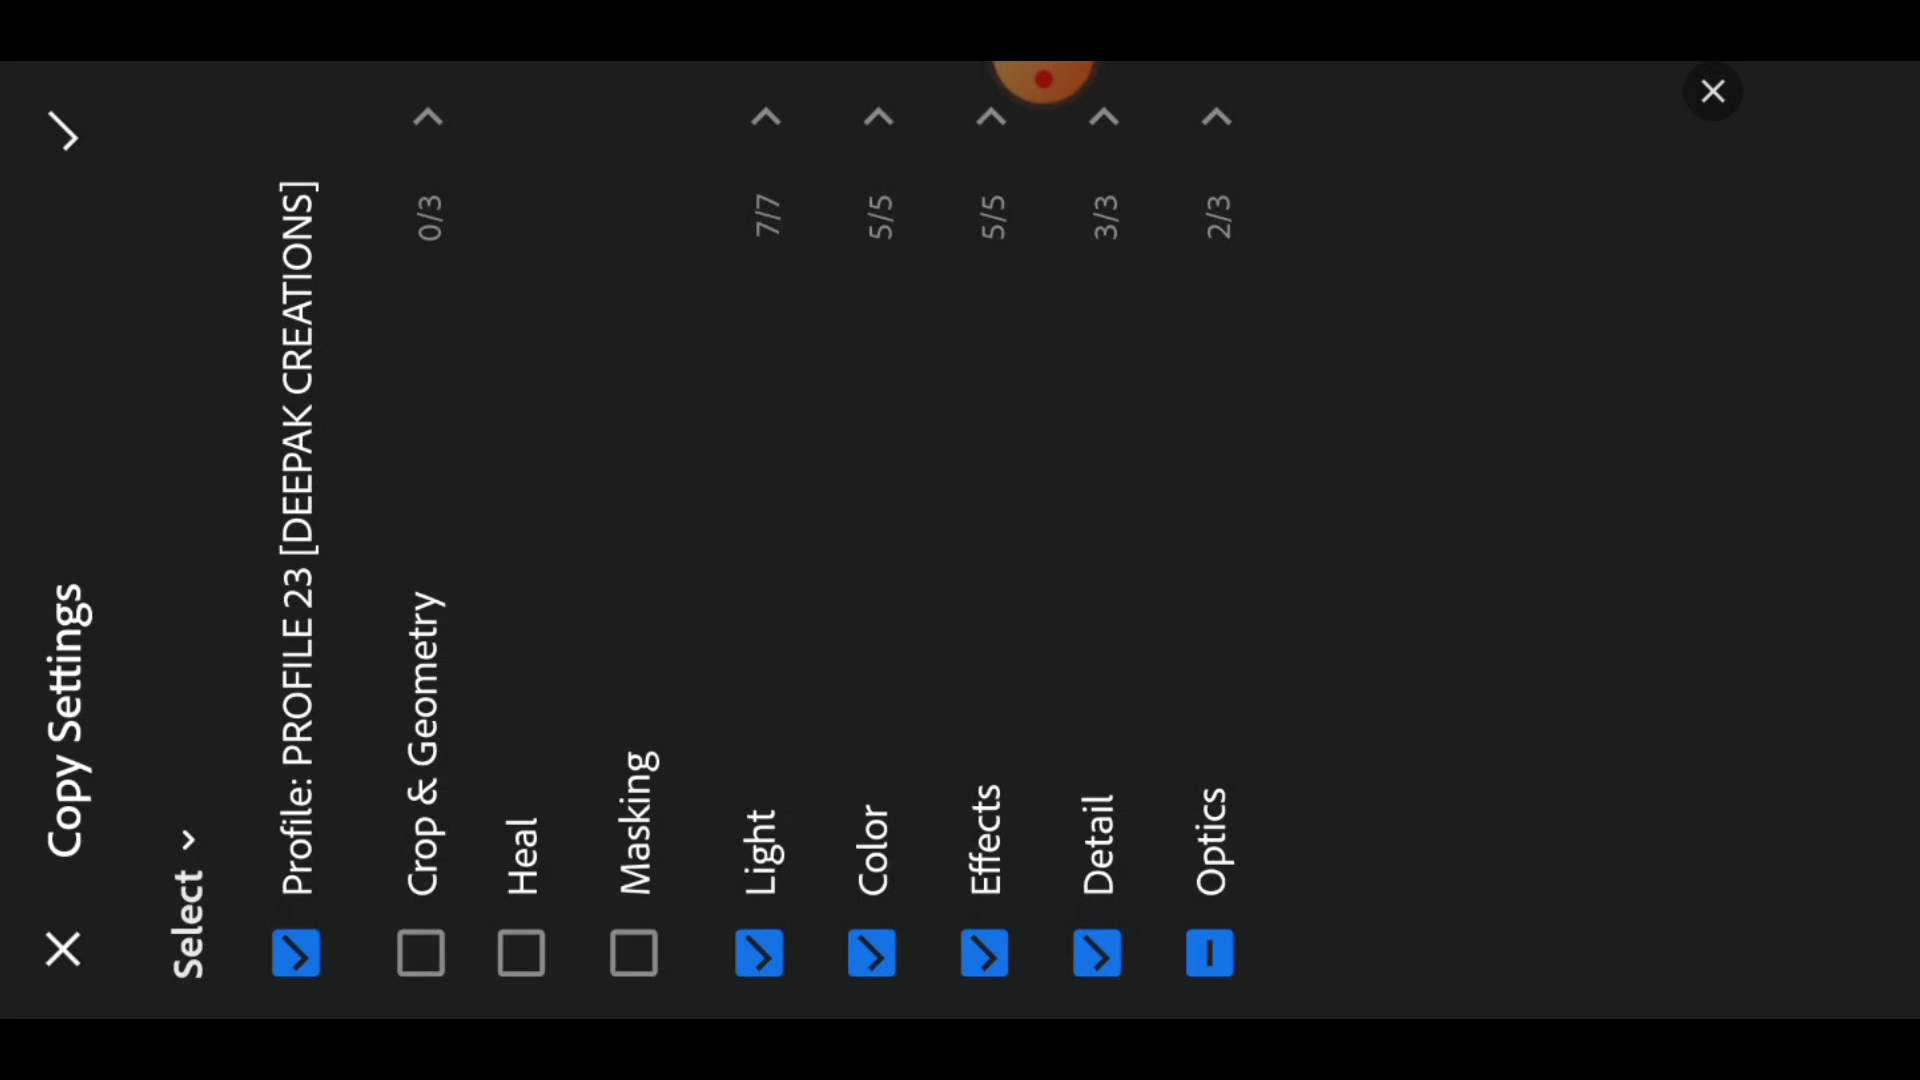 Copy Settings
Select
Profile: PROFILE 23 [DEEPAK CREATIONS]
Crop & Geometry 0/3
Heal
Masking
Light 7/7
Color 5/5
Effects 5/5
Detail 3/3
Optics 2/3